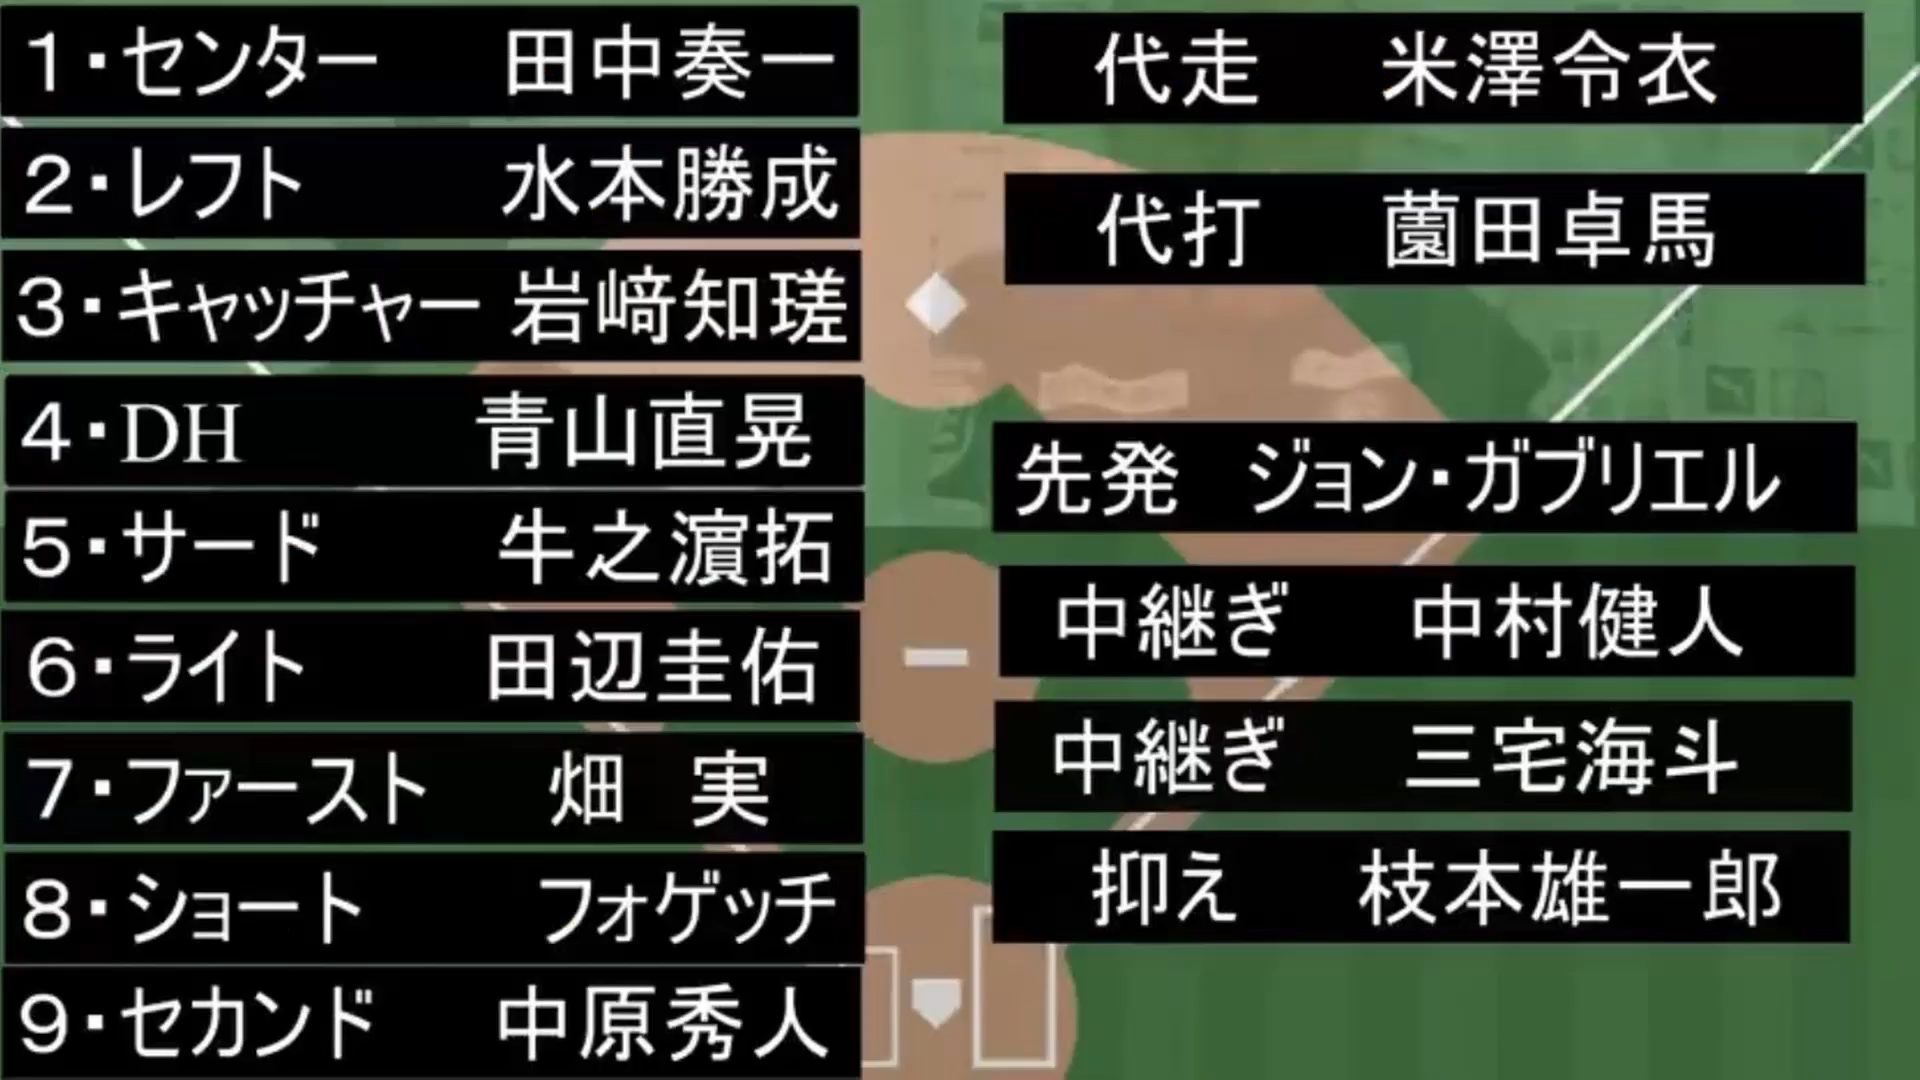 1・センター 田中奏一
2・レフト 水本勝成
3・キャッチャー 岩﨑知瑳
4・DH 青山直晃
5・サード 牛之濵拓
6・ライト 田辺圭佑
7・ファースト 畑 実
8・ショート フォゲッチ
9・セカンド 中原秀人
代走 米澤令衣
代打 薗田卓馬
先発 ジョン・ガブリエル
中継ぎ 中村健人
中継ぎ 三宅海斗
抑え 枝本雄一郎